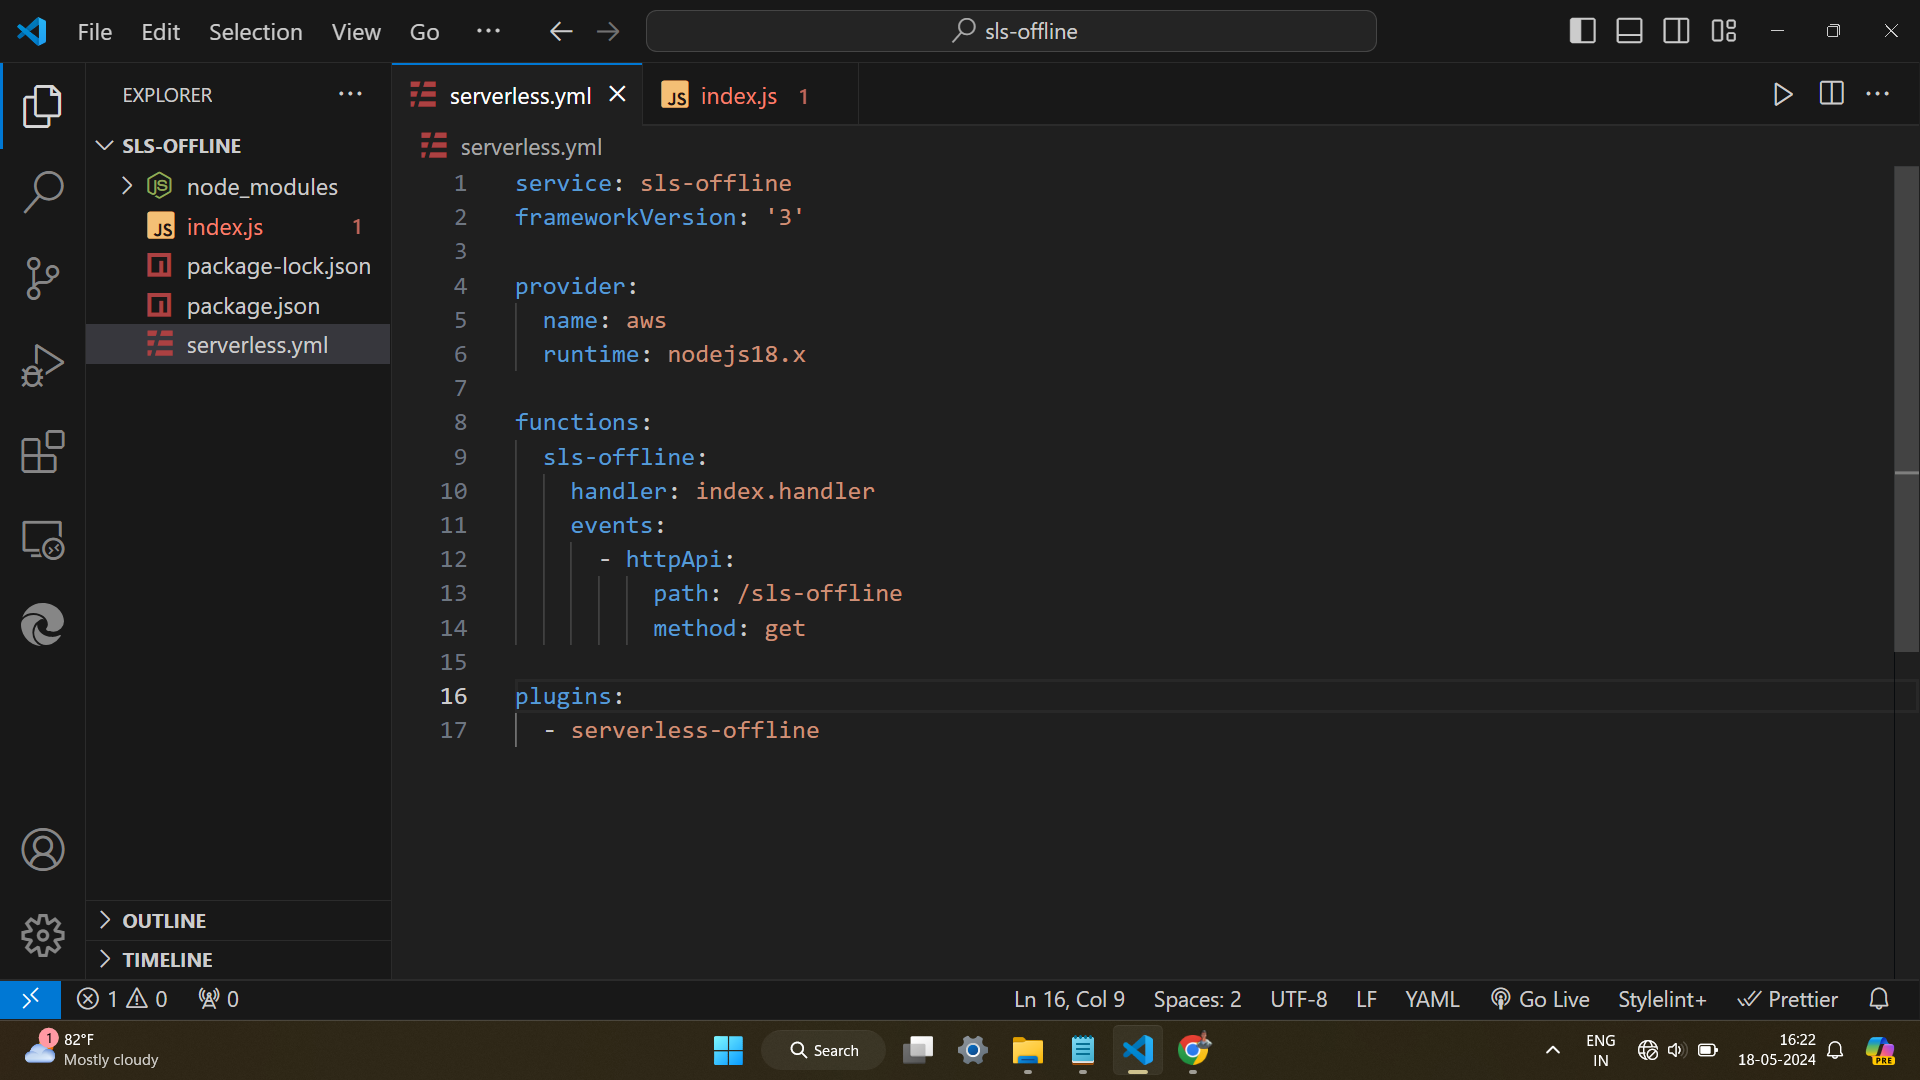 File Edit Selection View Go ··· sls-offline
EXPLORER ···
serverless.yml
JS index.js 1
···
SLS-OFFLINE
node_modules
JS index.js 1
package-lock.json
package.json
serverless.yml
serverless.yml
1 service: sls-offline
2 frameworkVersion: '3'
3
4 provider:
5 name: aws
6 runtime: nodejs18.x
7
8 functions:
9 sls-offline:
10 handler: index.handler
11 events:
12 - httpApi:
13 path: /sls-offline
14 method: get
15
16 plugins:
17 - serverless-offline
OUTLINE
TIMELINE
1 0 0 Ln 16, Col 9 Spaces: 2 UTF-8 LF YAML Go Live Stylelint+ Prettier
1 82°F
Mostly cloudy
Search
ENG
IN
16:22
18-05-2024
PRE